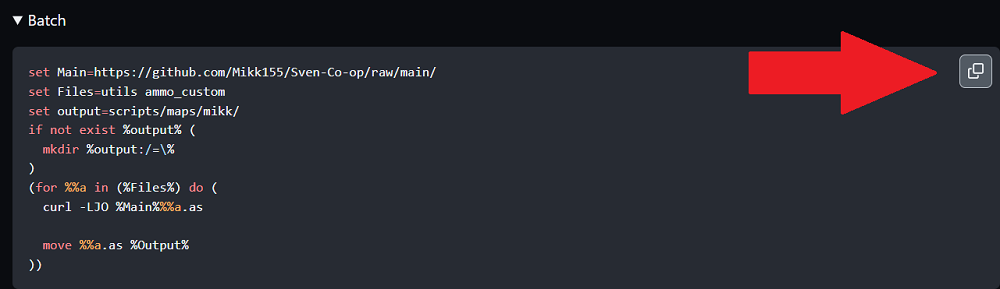 Batch
set Main=https://github.com/Mikk155/Sven-Co-op/raw/main/
set Files=utils ammo_custom
set output=scripts/maps/mikk/
if not exist %output% (
  mkdir %output:/=\%
)
(for %%a in (%Files%) do (
  curl -LJO %Main%%%a.as

  move %%a.as %Output%
))